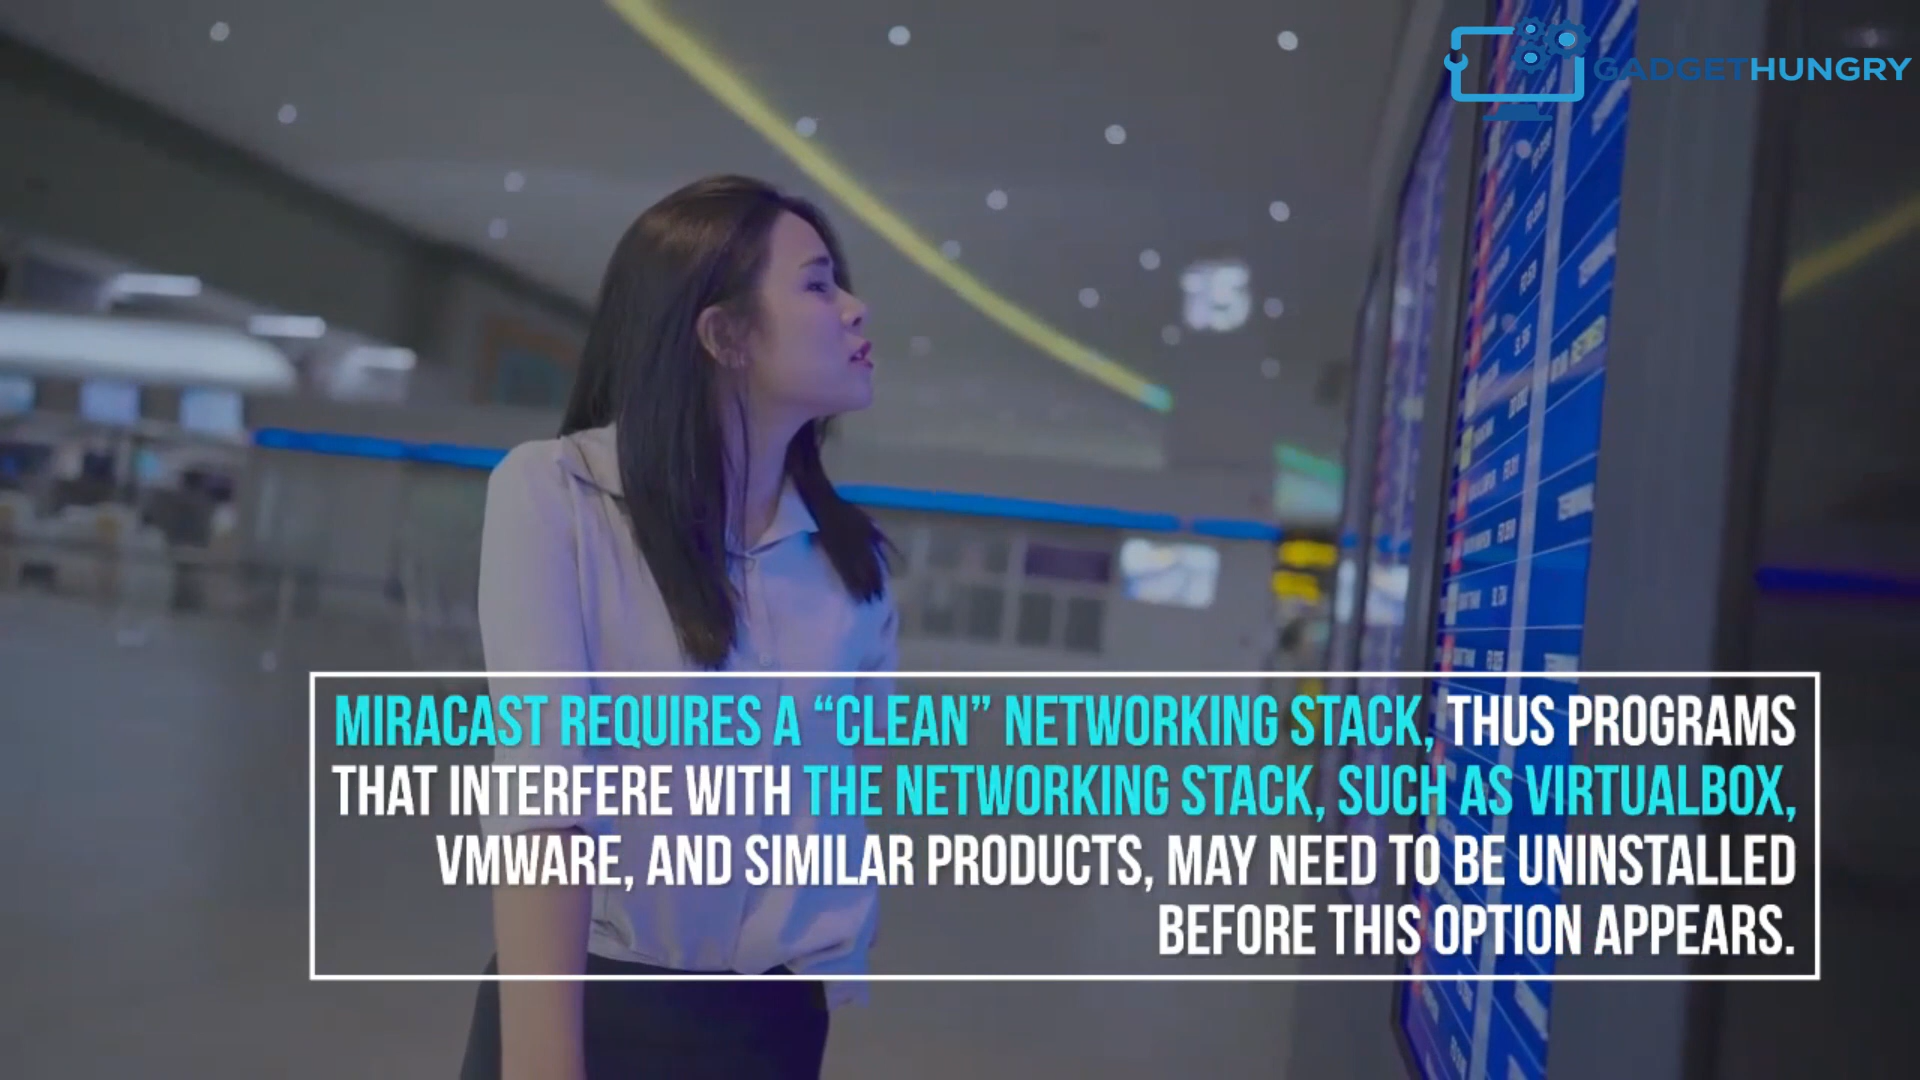 GADGETHUNGRY
15
MIRACAST REQUIRES A “CLEAN” NETWORKING STACK, THUS PROGRAMS
THAT INTERFERE WITH THE NETWORKING STACK, SUCH AS VIRTUALBOX,
VMWARE, AND SIMILAR PRODUCTS, MAY NEED TO BE UNINSTALLED
BEFORE THIS OPTION APPEARS.